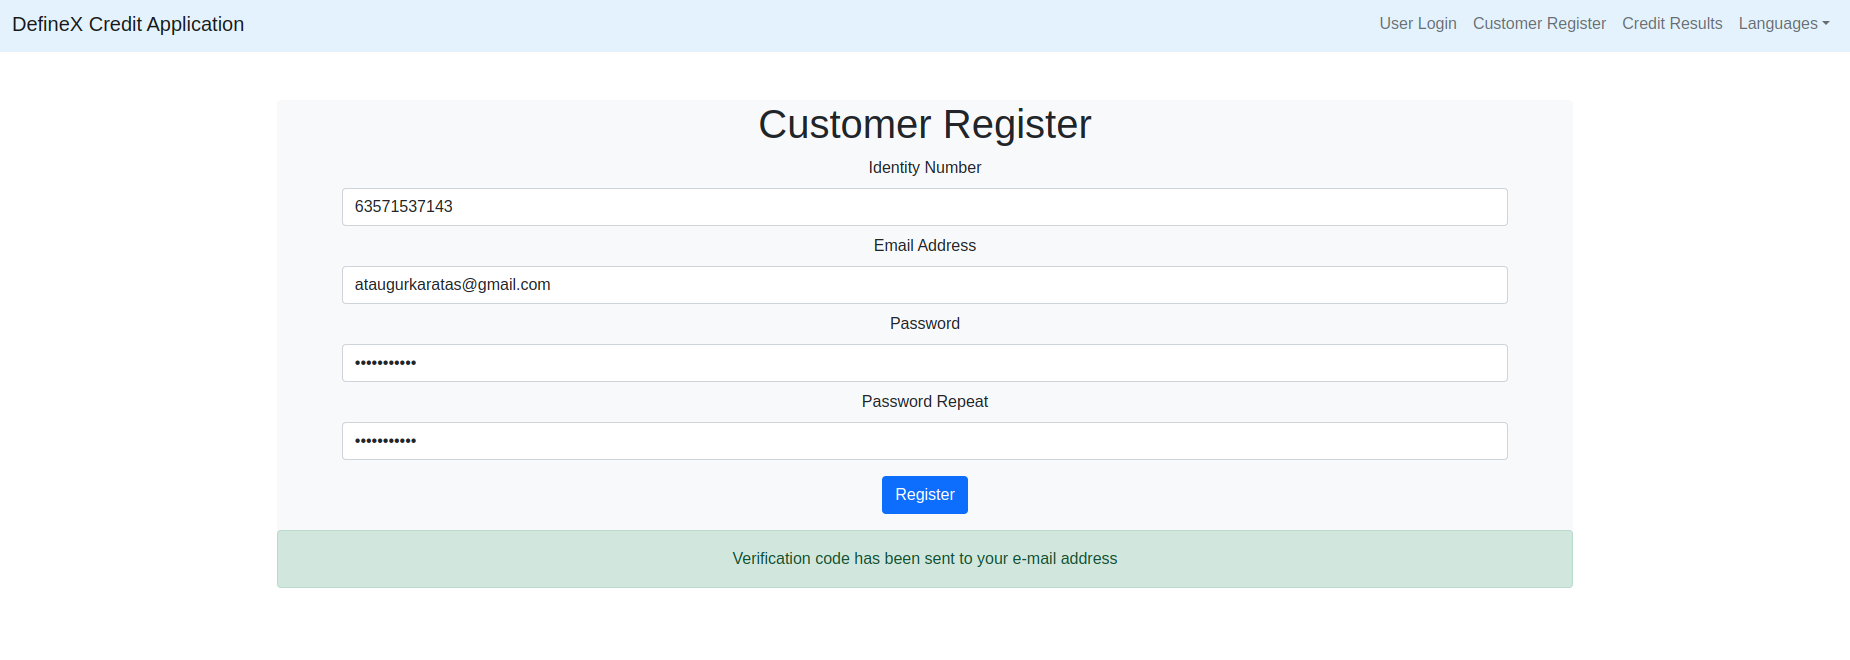 DefineX Credit Application
User Login Customer Register Credit Results Languages
Customer Register
Identity Number
63571537143
Email Address
ataugurkaratas@gmail.com
Password
•••••••••••
Password Repeat
•••••••••••
Register
Verification code has been sent to your e-mail address